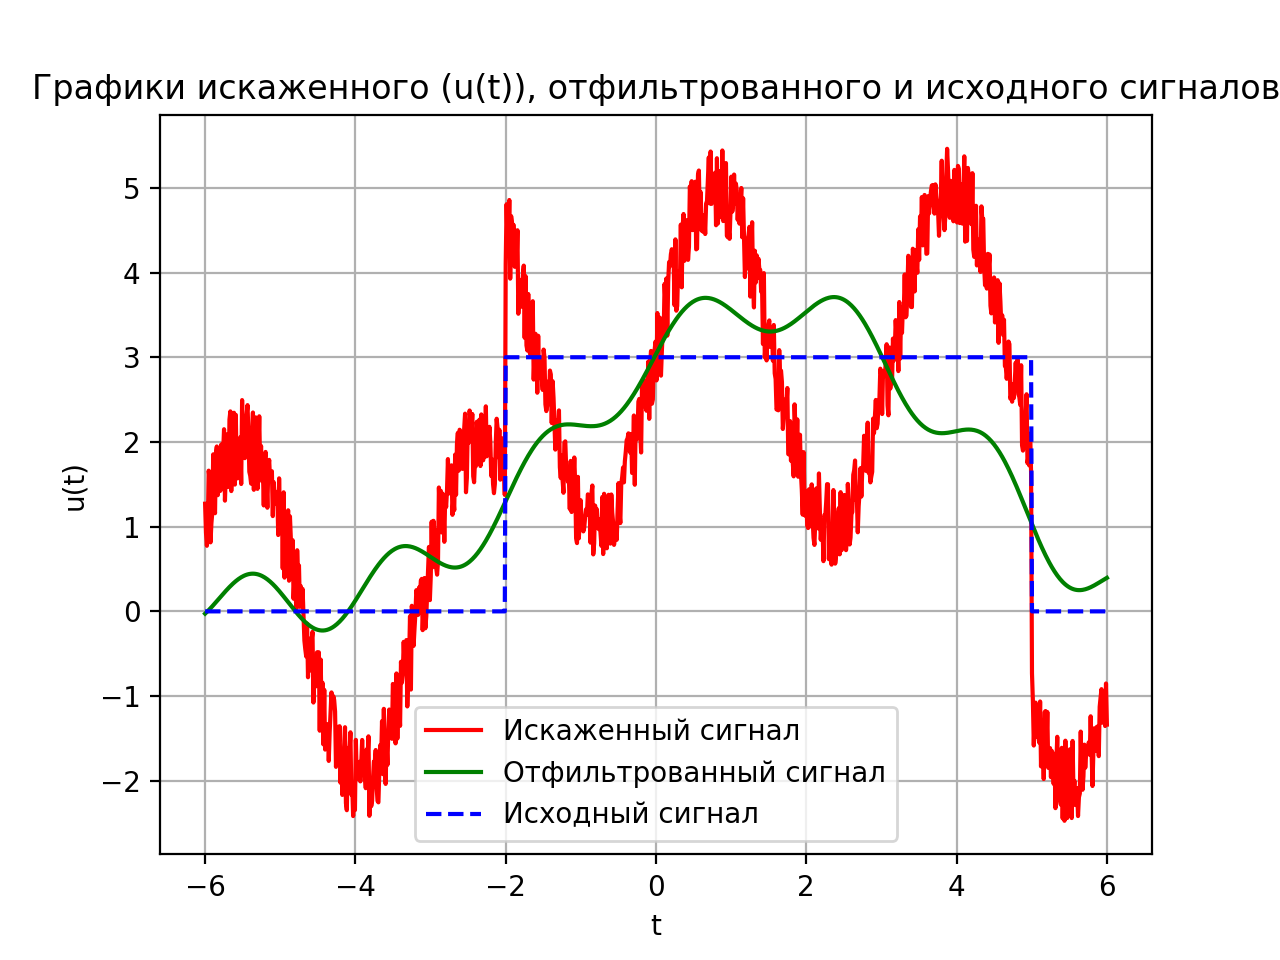 Графики искаженного (u(t)), отфильтрованного и исходного сигналов
5
4
3
2
1
0
−1
−2
u(t)
Искаженный сигнал
Отфильтрованный сигнал
Исходный сигнал
−6 −4 −2 0 2 4 6
t